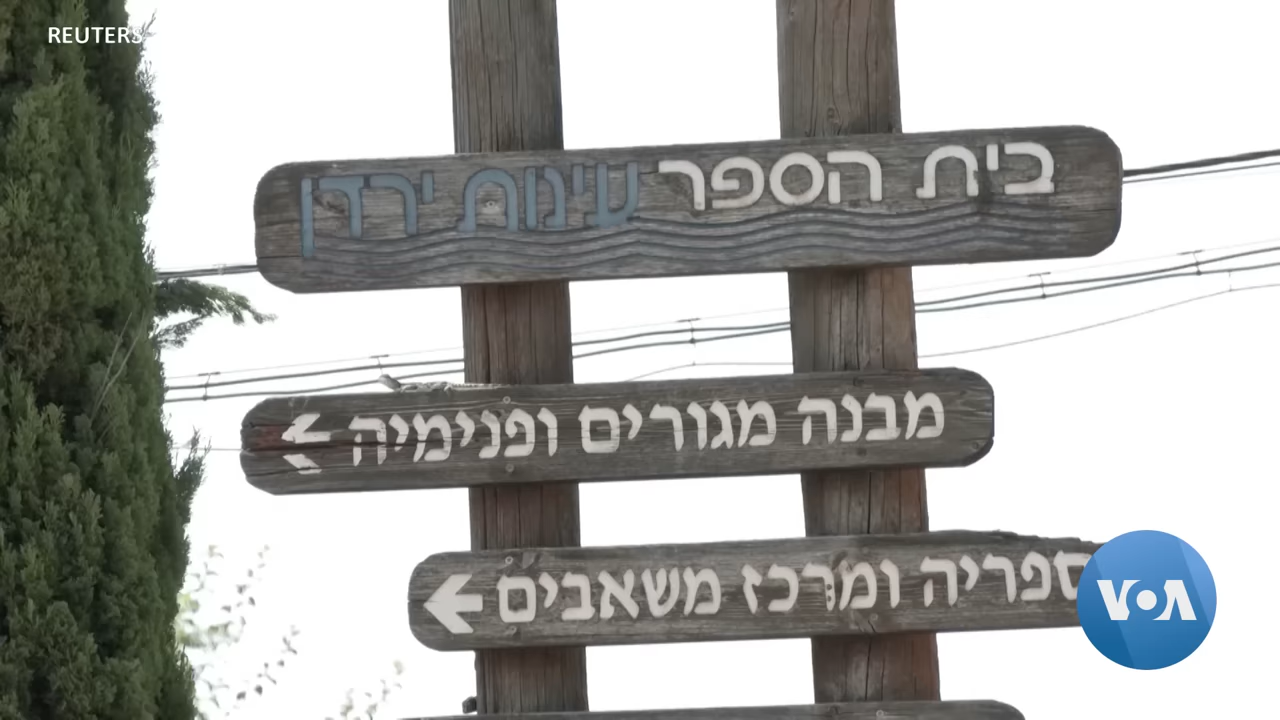 REUTERS
בית הספר עינות ירדן
מבנה מגורים ופנימיה
ספריה ומרכז משאבים
VOA